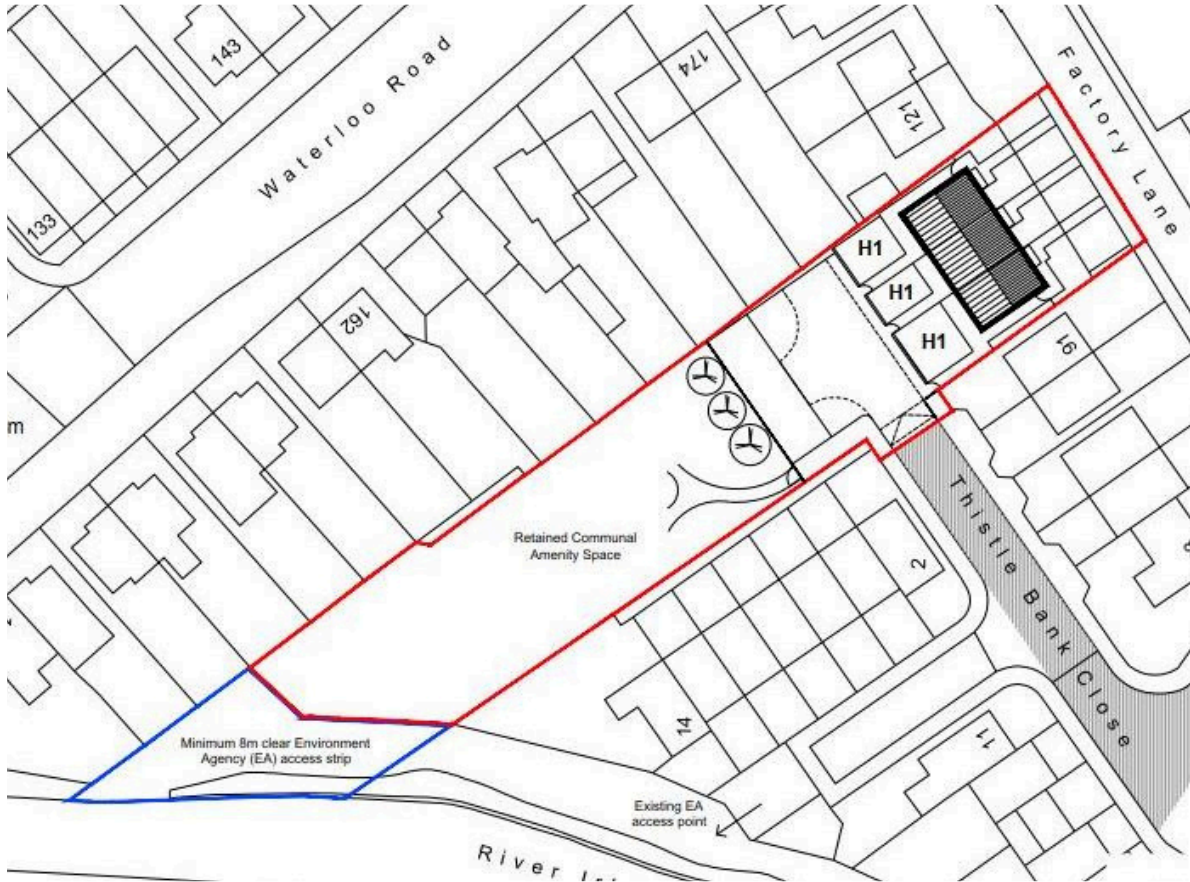 143
Waterloo Road
133
174
121
Factory Lane
H1
H1
H1
162
91
m
Retained Communal
Amenity Space
2
Thistle Bank Close
14
11
Minimum 8m clear Environment
Agency (EA) access strip
Existing EA
access point
River